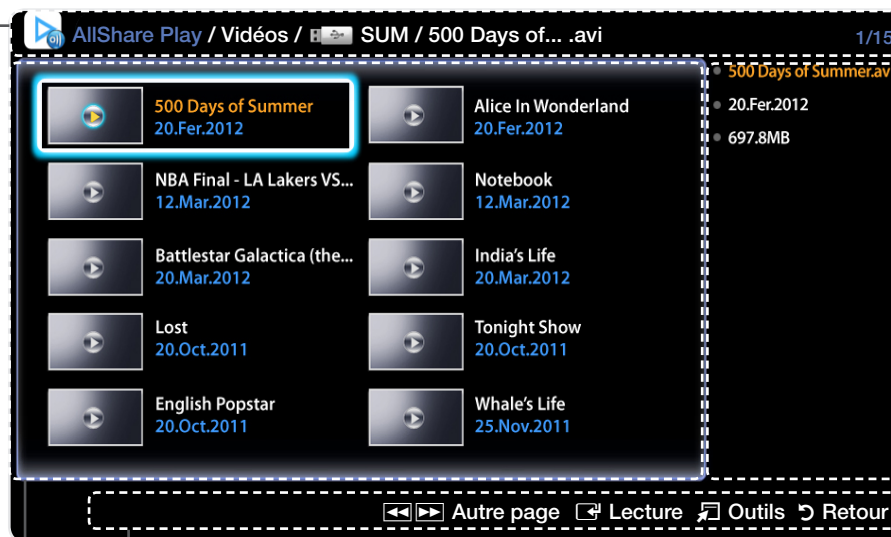 AllShare Play / Vidéos / SUM / 500 Days of... .avi 1/15
500 Days of Summer
20.Fer.2012
Alice In Wonderland
20.Fer.2012
NBA Final - LA Lakers VS...
12.Mar.2012
Notebook
12.Mar.2012
Battlestar Galactica (the...
20.Mar.2012
India's Life
20.Mar.2012
Lost
20.Oct.2011
Tonight Show
20.Oct.2011
English Popstar
20.Oct.2011
Whale's Life
25.Nov.2011
500 Days of Summer.av
20.Fer.2012
697.8MB
Autre page Lecture Outils Retour